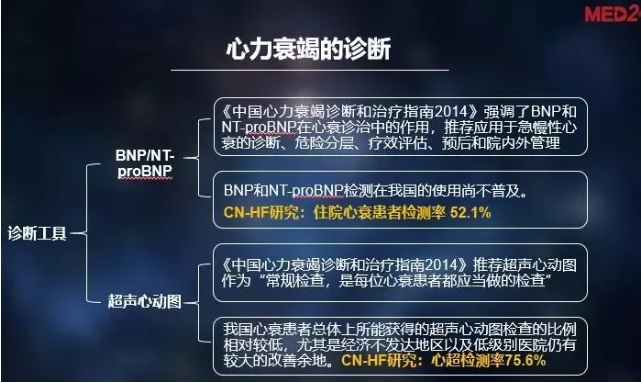 MED2
心力衰竭的诊断
《中国心力衰竭诊断和治疗指南2014》强调了BNP和
NT-proBNP在心衰诊治中的作用，推荐应用于急慢性心
衰的诊断、危险分层、疗效评估、预后和院内外管理
BNP/NT-
proBNP
BNP和NT-proBNP检测在我国的使用尚不普及。
CN-HF研究：住院心衰患者检测率 52.1%
诊断工具
《中国心力衰竭诊断和治疗指南2014》推荐超声心动图
作为“常规检查，是每位心衰患者都应当做的检查”
超声心动图
我国心衰患者总体上所能获得的超声心动图检查的比例
相对较低，尤其是经济不发达地区以及低级别医院仍有
较大的改善余地。CN-HF研究：心超检测率75.6%